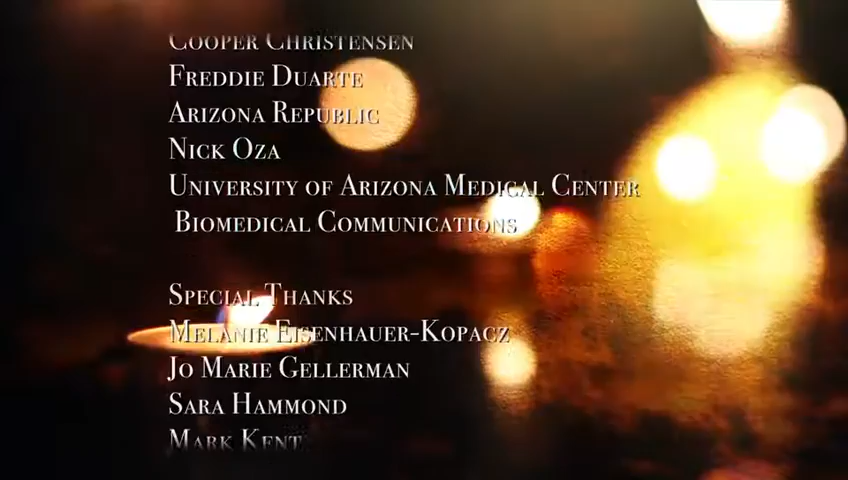 Cooper Christensen
Freddie Duarte
Arizona Republic
Nick Oza
University of Arizona Medical Center
Biomedical Communications
Special Thanks
Melanie Eisenhauer-Kopacz
Jo Marie Gellerman
Sara Hammond
Mark Kent